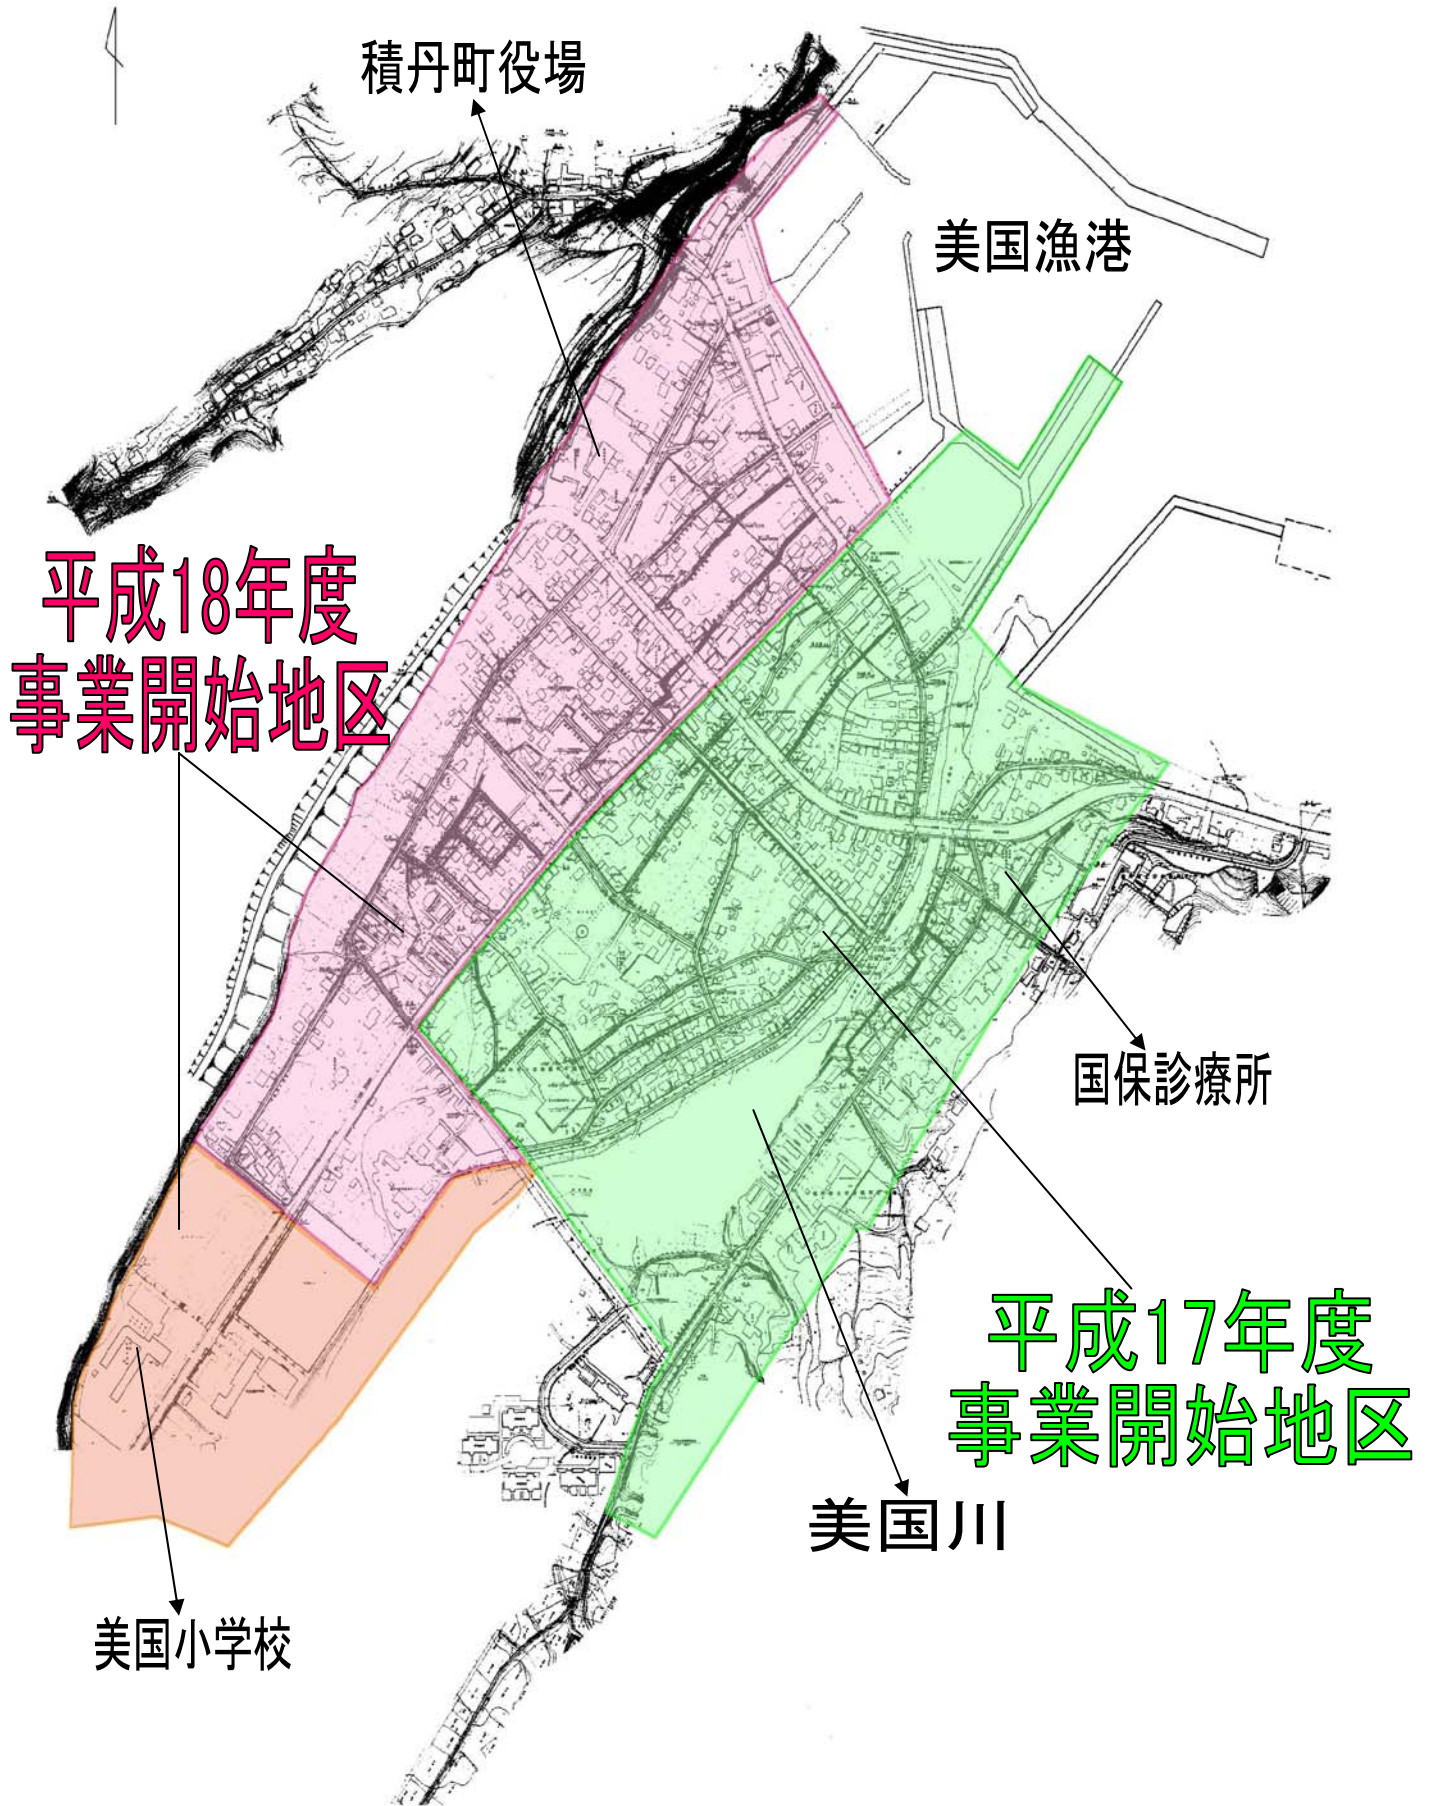 積丹町役場
美国漁港
平成18年度
事業開始地区
国保診療所
平成17年度
事業開始地区
美国川
美国小学校